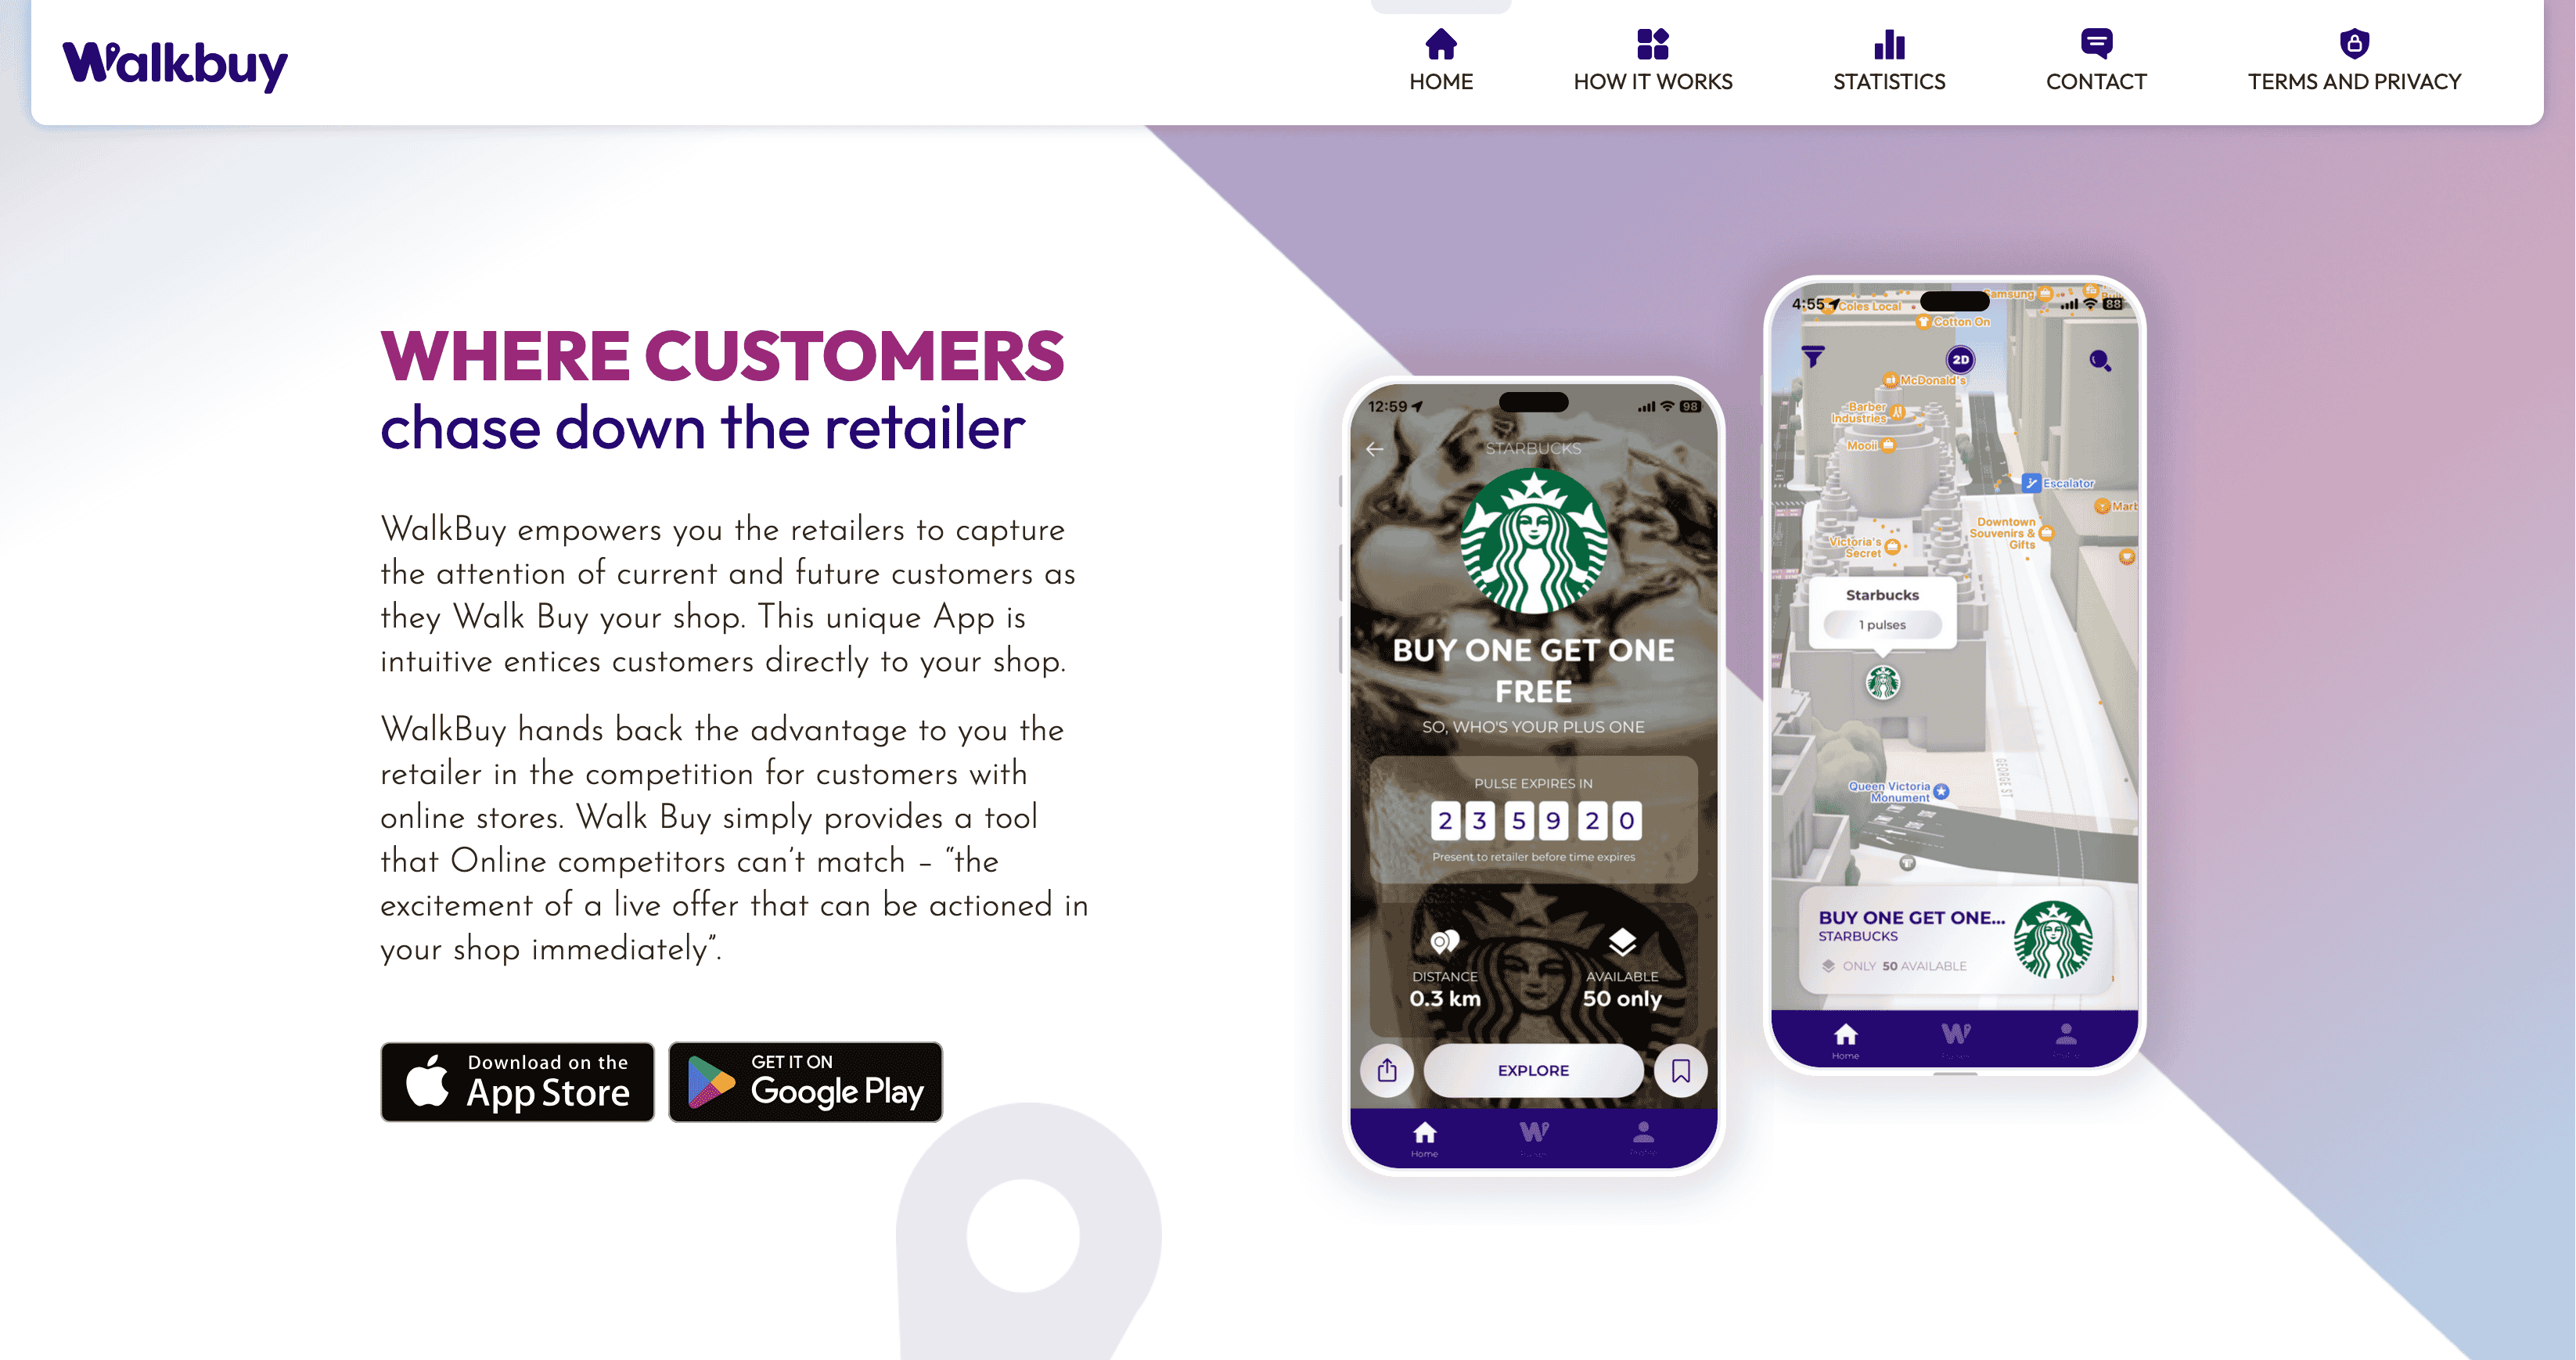 Walkbuy
HOME
HOW IT WORKS
STATISTICS
CONTACT
TERMS AND PRIVACY
WHERE CUSTOMERS
chase down the retailer
WalkBuy empowers you the retailers to capture
the attention of current and future customers as
they Walk Buy your shop. This unique App is
intuitive entices customers directly to your shop.
WalkBuy hands back the advantage to you the
retailer in the competition for customers with
online stores. Walk Buy simply provides a tool
that Online competitors can’t match – “the
excitement of a live offer that can be actioned in
your shop immediately”.
Download on the
App Store
GET IT ON
Google Play
12:59
98
STARBUCKS
BUY ONE GET ONE
FREE
SO, WHO'S YOUR PLUS ONE
PULSE EXPIRES IN
2 3 5 9 2 0
Present to retailer before time expires
DISTANCE
0.3 km
AVAILABLE
50 only
EXPLORE
Home
4:55
88
Coles Local
Samsung
Cotton On
2D
McDonald's
Barber
Industries
Mooii
Escalator
Mark
Downtown
Souvenirs &
Gifts
Victoria's
Secret
Starbucks
1 pulses
GEORGE ST
Queen Victoria
Monument
BUY ONE GET ONE...
STARBUCKS
ONLY 50 AVAILABLE
Home